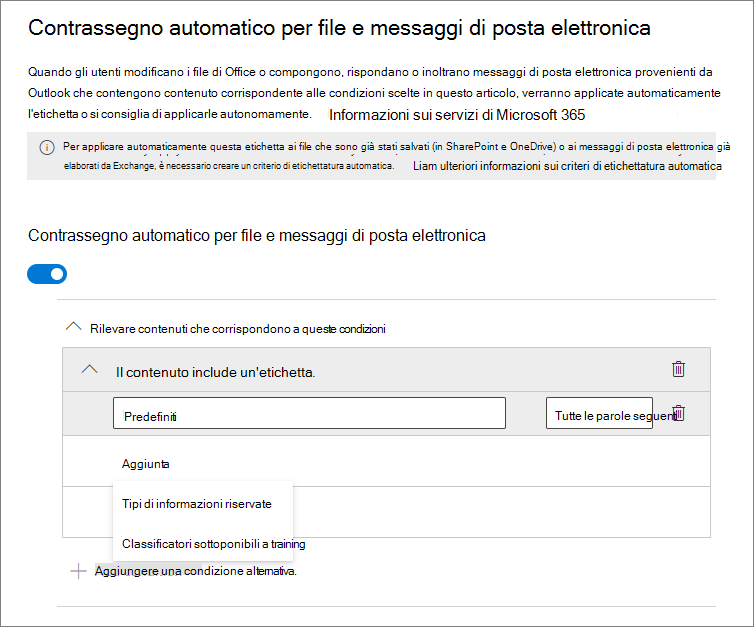 Contrassegno automatico per file e messaggi di posta elettronica
Quando gli utenti modificano i file di Office o compongono, rispondano o inoltrano messaggi di posta elettronica provenienti da
Outlook che contengono contenuto corrispondente alle condizioni scelte in questo articolo, verranno applicate automaticamente
l'etichetta o si consiglia di applicarle autonomamente. Informazioni sui servizi di Microsoft 365
Per applicare automaticamente questa etichetta ai file che sono già stati salvati (in SharePoint e OneDrive) o ai messaggi di posta elettronica già
elaborati da Exchange, è necessario creare un criterio di etichettatura automatica. Liam ulteriori informazioni sui criteri di etichettatura automatica
Contrassegno automatico per file e messaggi di posta elettronica
Rilevare contenuti che corrispondono a queste condizioni
Il contenuto include un'etichetta.
Predefiniti Tutte le parole seguenti
Aggiunta
Tipi di informazioni riservate
Classificatori sottoponibili a training
Aggiungere una condizione alternativa.